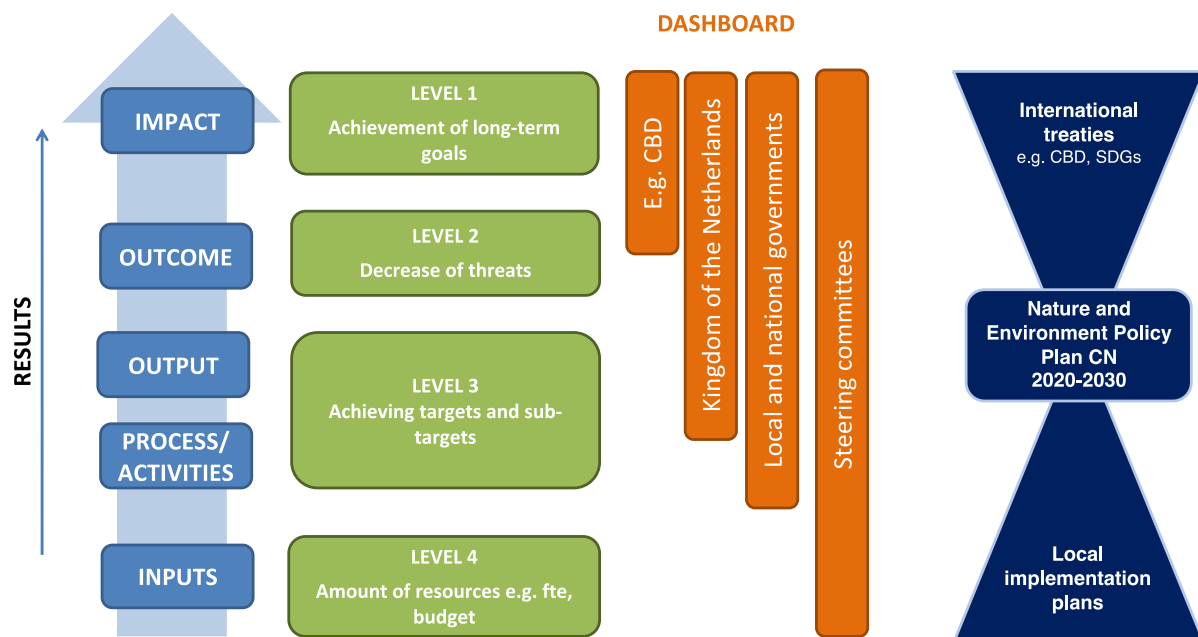 DASHBOARD
RESULTS
IMPACT
OUTCOME
OUTPUT
PROCESS/
ACTIVITIES
INPUTS
LEVEL 1
Achievement of long-term
goals
LEVEL 2
Decrease of threats
LEVEL 3
Achieving targets and sub-
targets
LEVEL 4
Amount of resources e.g. fte,
budget
E.g. CBD
Kingdom of the Netherlands
Local and national governments
Steering committees
International
treaties
e.g. CBD, SDGs
Nature and
Environment Policy
Plan CN
2020-2030
Local
implementation
plans